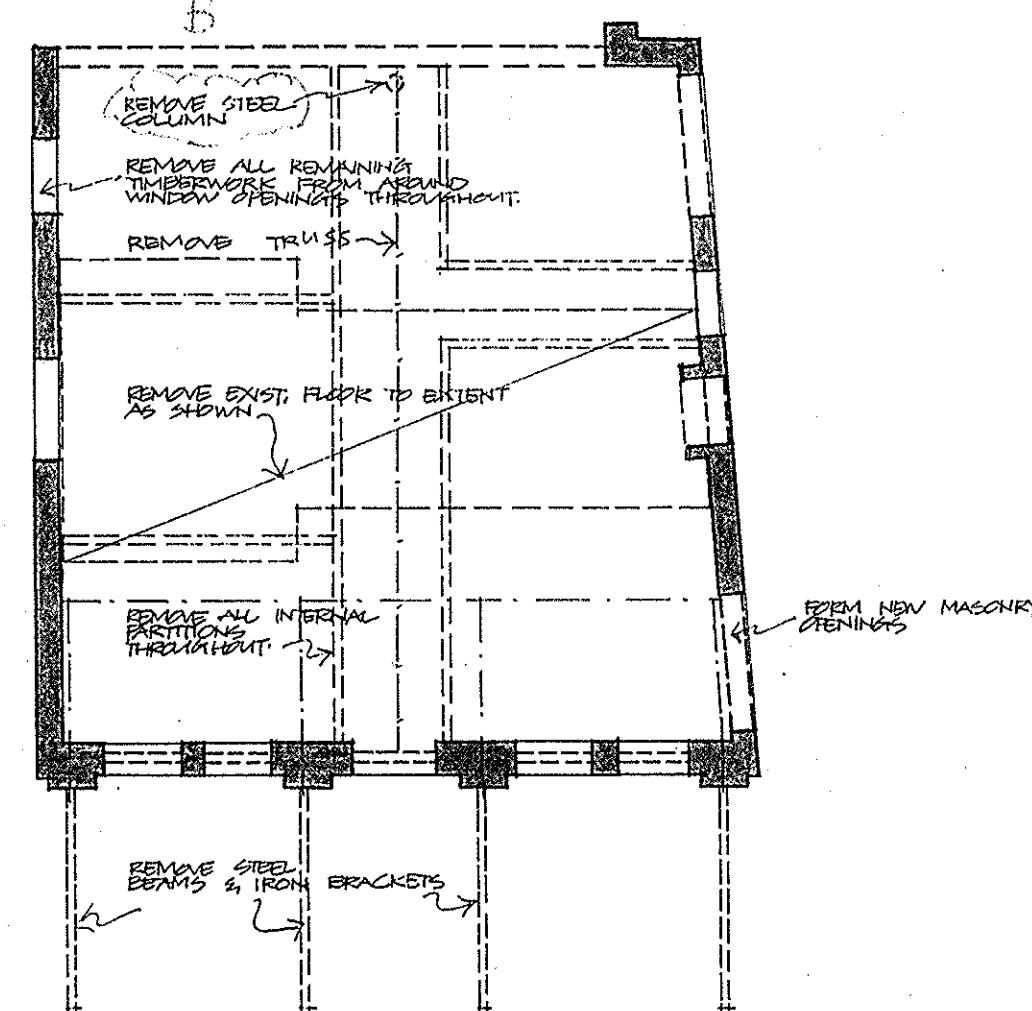 B
REMOVE STEEL
COLUMN
REMOVE ALL REMAINING
TIMBERWORK FROM AROUND
WINDOW OPENINGS THROUGHOUT.
REMOVE TRUSS
REMOVE EXIST. FLOOR TO EXTENT
AS SHOWN
REMOVE ALL INTERNAL
PARTITIONS
THROUGHOUT.
FORM NEW MASONRY
OPENINGS
REMOVE STEEL
BEAMS & IRON BRACKETS